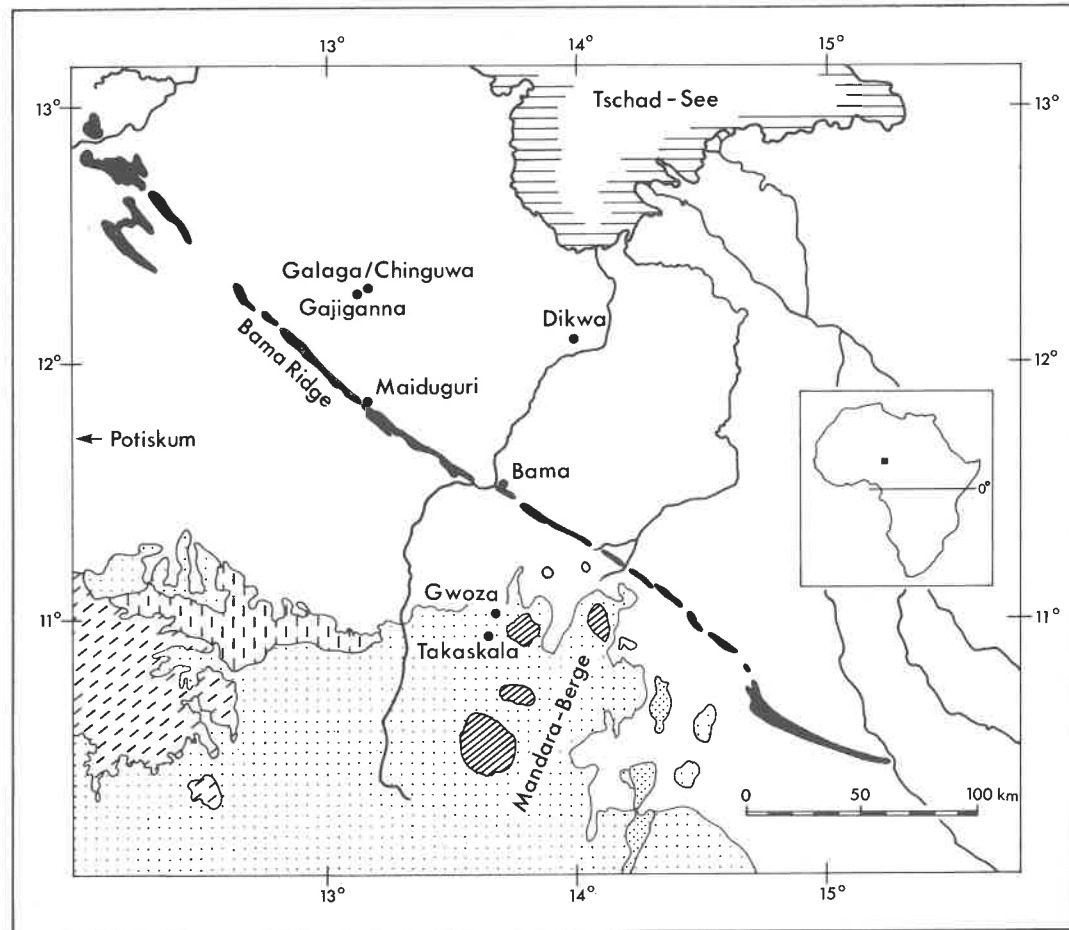 13° 14° 15°
13° Tschad-See 13°
Galaga/Chinguwa
Gajiganna
Dikwa
12° 12°
Bama Ridge
Maiduguri
← Potiskum
Bama
0°
Gwoza
11° 11°
Takaskala
Mandara-Berge
0 50 100 km
13° 14° 15°